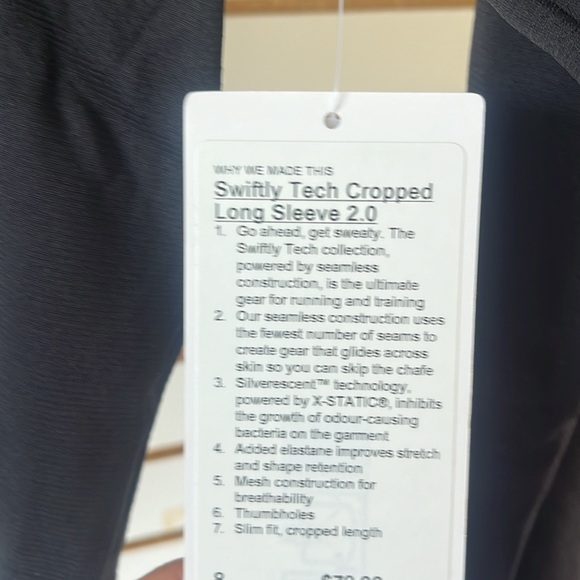 WHY WE MADE THIS
Swiftly Tech Cropped
Long Sleeve 2.0
1. Go ahead, get sweaty. The
Swiftly Tech collection,
powered by seamless
construction, is the ultimate
gear for running and training
2. Our seamless construction uses
the fewest number of seams to
create gear that glides across
skin so you can skip the chafe
3. Silverescent™ technology,
powered by X-STATIC®, inhibits
the growth of odour-causing
bacteria on the garment
4. Added elastane improves stretch
and shape retention
5. Mesh construction for
breathability
6. Thumbholes
7. Slim fit, cropped length
8